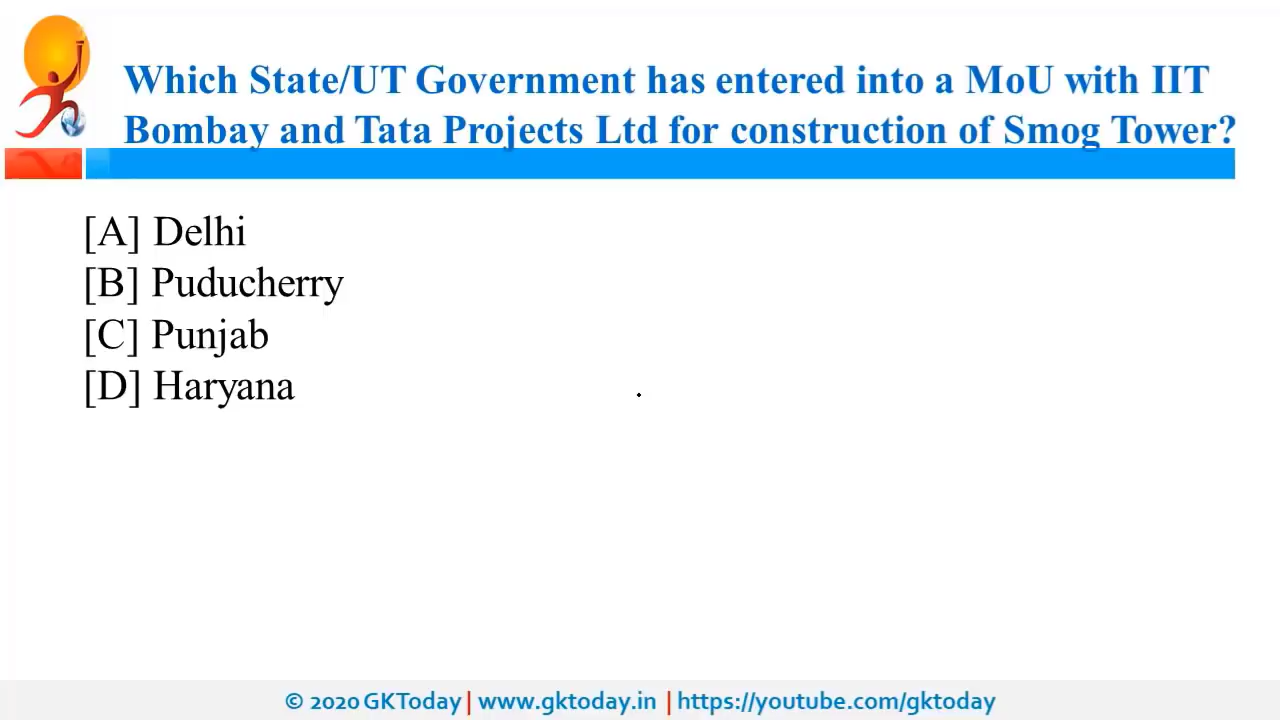 Which State/UT Government has entered into a MoU with IIT
Bombay and Tata Projects Ltd for construction of Smog Tower?
[A] Delhi
[B] Puducherry
[C] Punjab
[D] Haryana
© 2020 GKToday | www.gktoday.in | https://youtube.com/gktoday